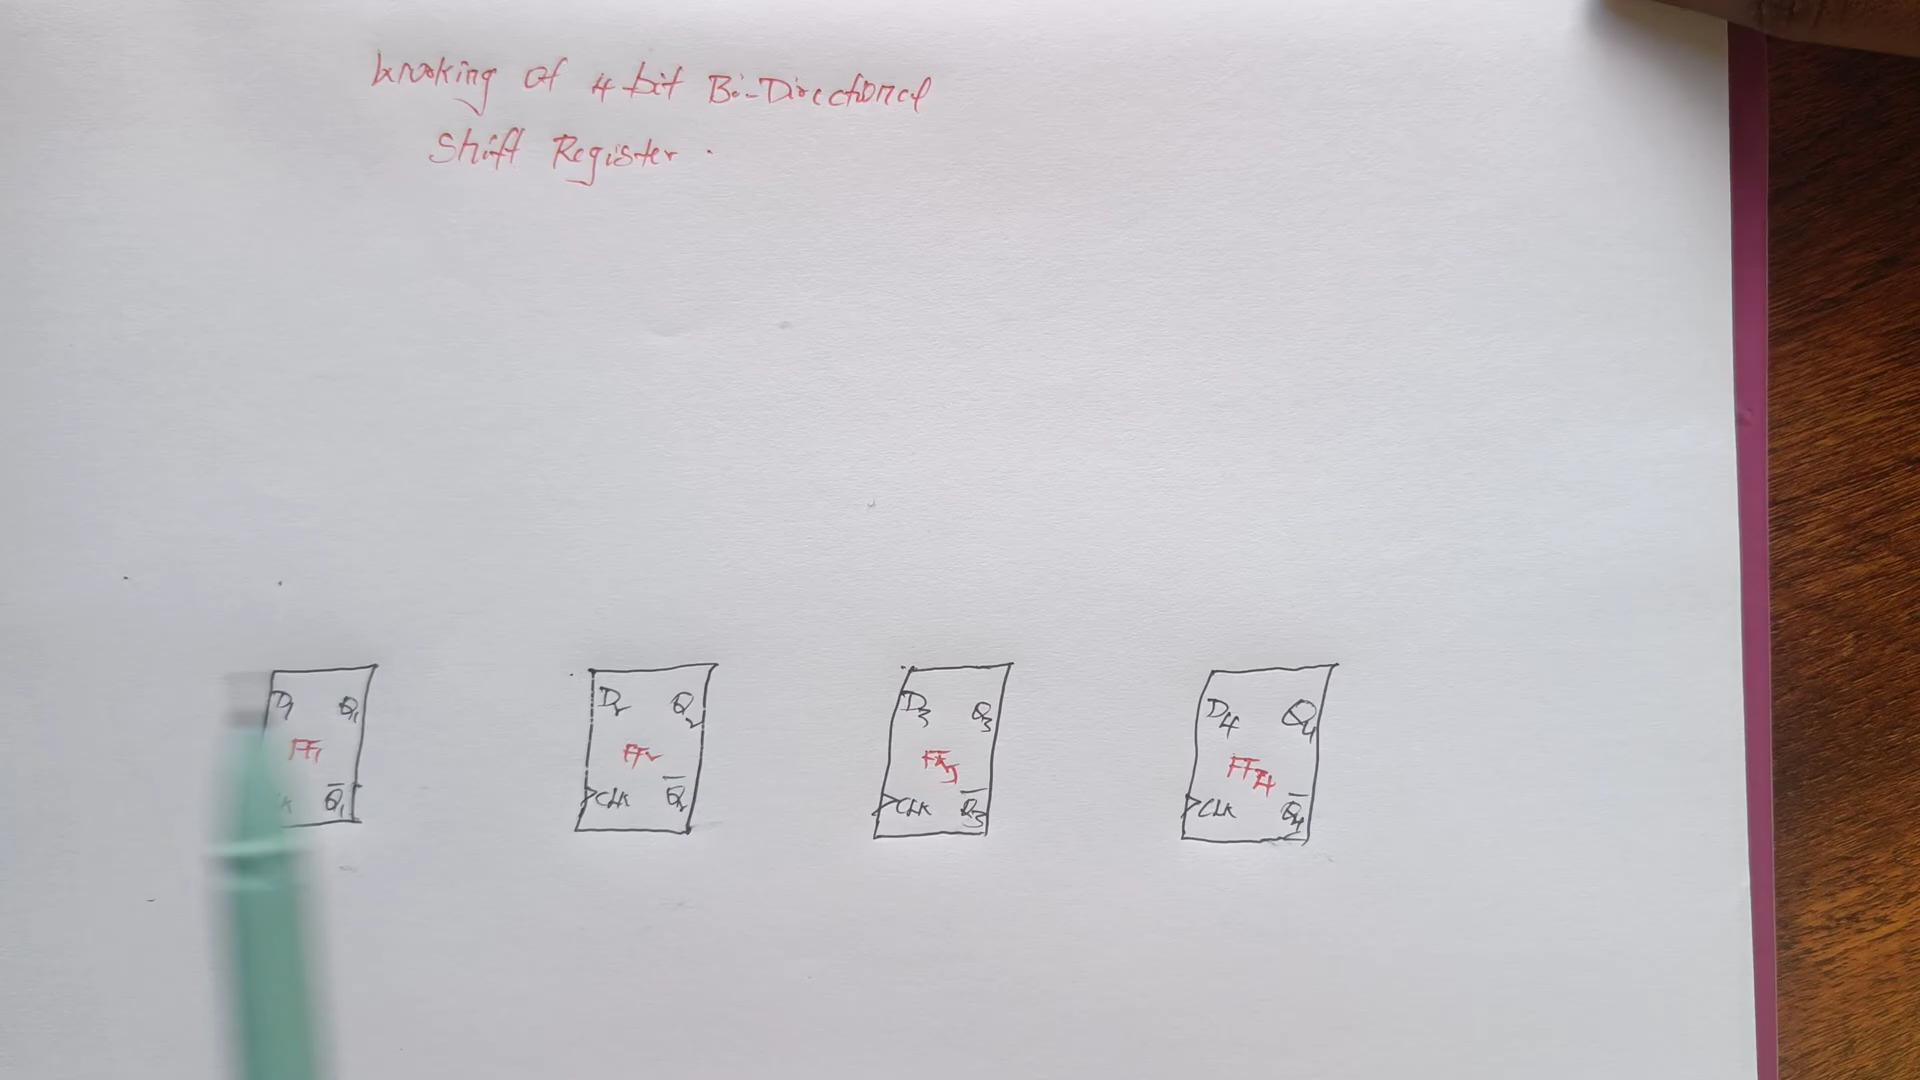 Working of 4 bit Bi-Directional
Shift Register.
D1 Q1
FF1
Q̅1
D2 Q2
FF2
CLK Q̅2
D3 Q3
FF3
CLK Q̅3
D4 Q4
FF4
CLK Q̅4